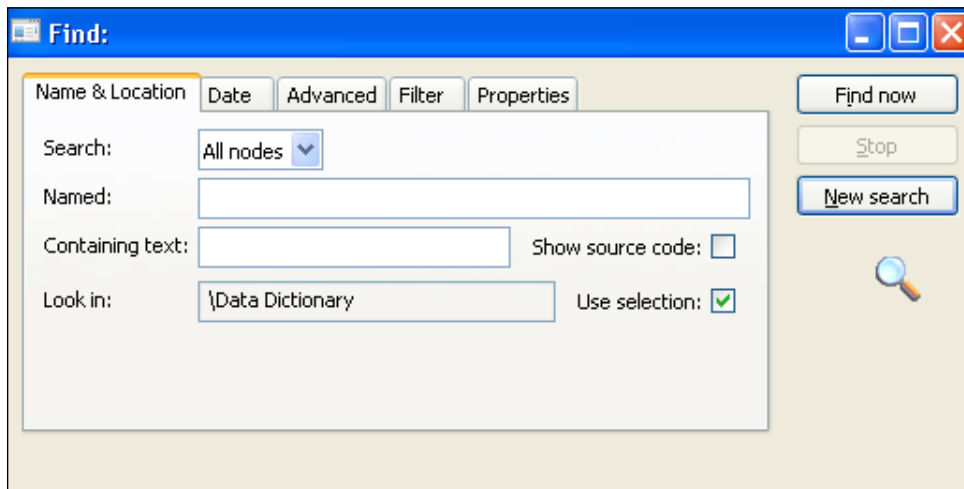 Find:
Name & Location Date Advanced Filter Properties
Find now
Search: All nodes
Stop
Named:
New search
Containing text: Show source code:
Look in: \Data Dictionary Use selection: